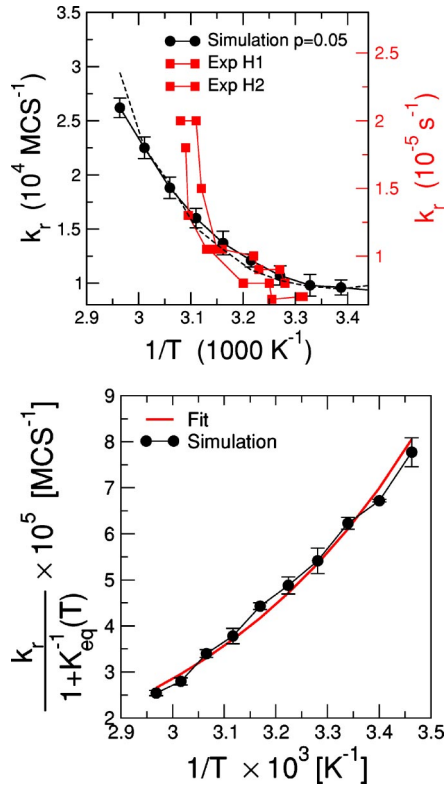 Simulation p=0.05
Exp H1
Exp H2
3
2.5
2
1.5
1
k_r (10^4 MCS^-1)
2.5
2
1.5
1
0.5
k_r (10^-5 s^-1)
2.9 3 3.1 3.2 3.3 3.4
1/T (1000 K^-1)
Fit
Simulation
9
8
7
6
5
4
3
2
k_r / 1+K_eq^-1(T) × 10^5 [MCS^-1]
2.9 3 3.1 3.2 3.3 3.4 3.5
1/T × 10^3 [K^-1]